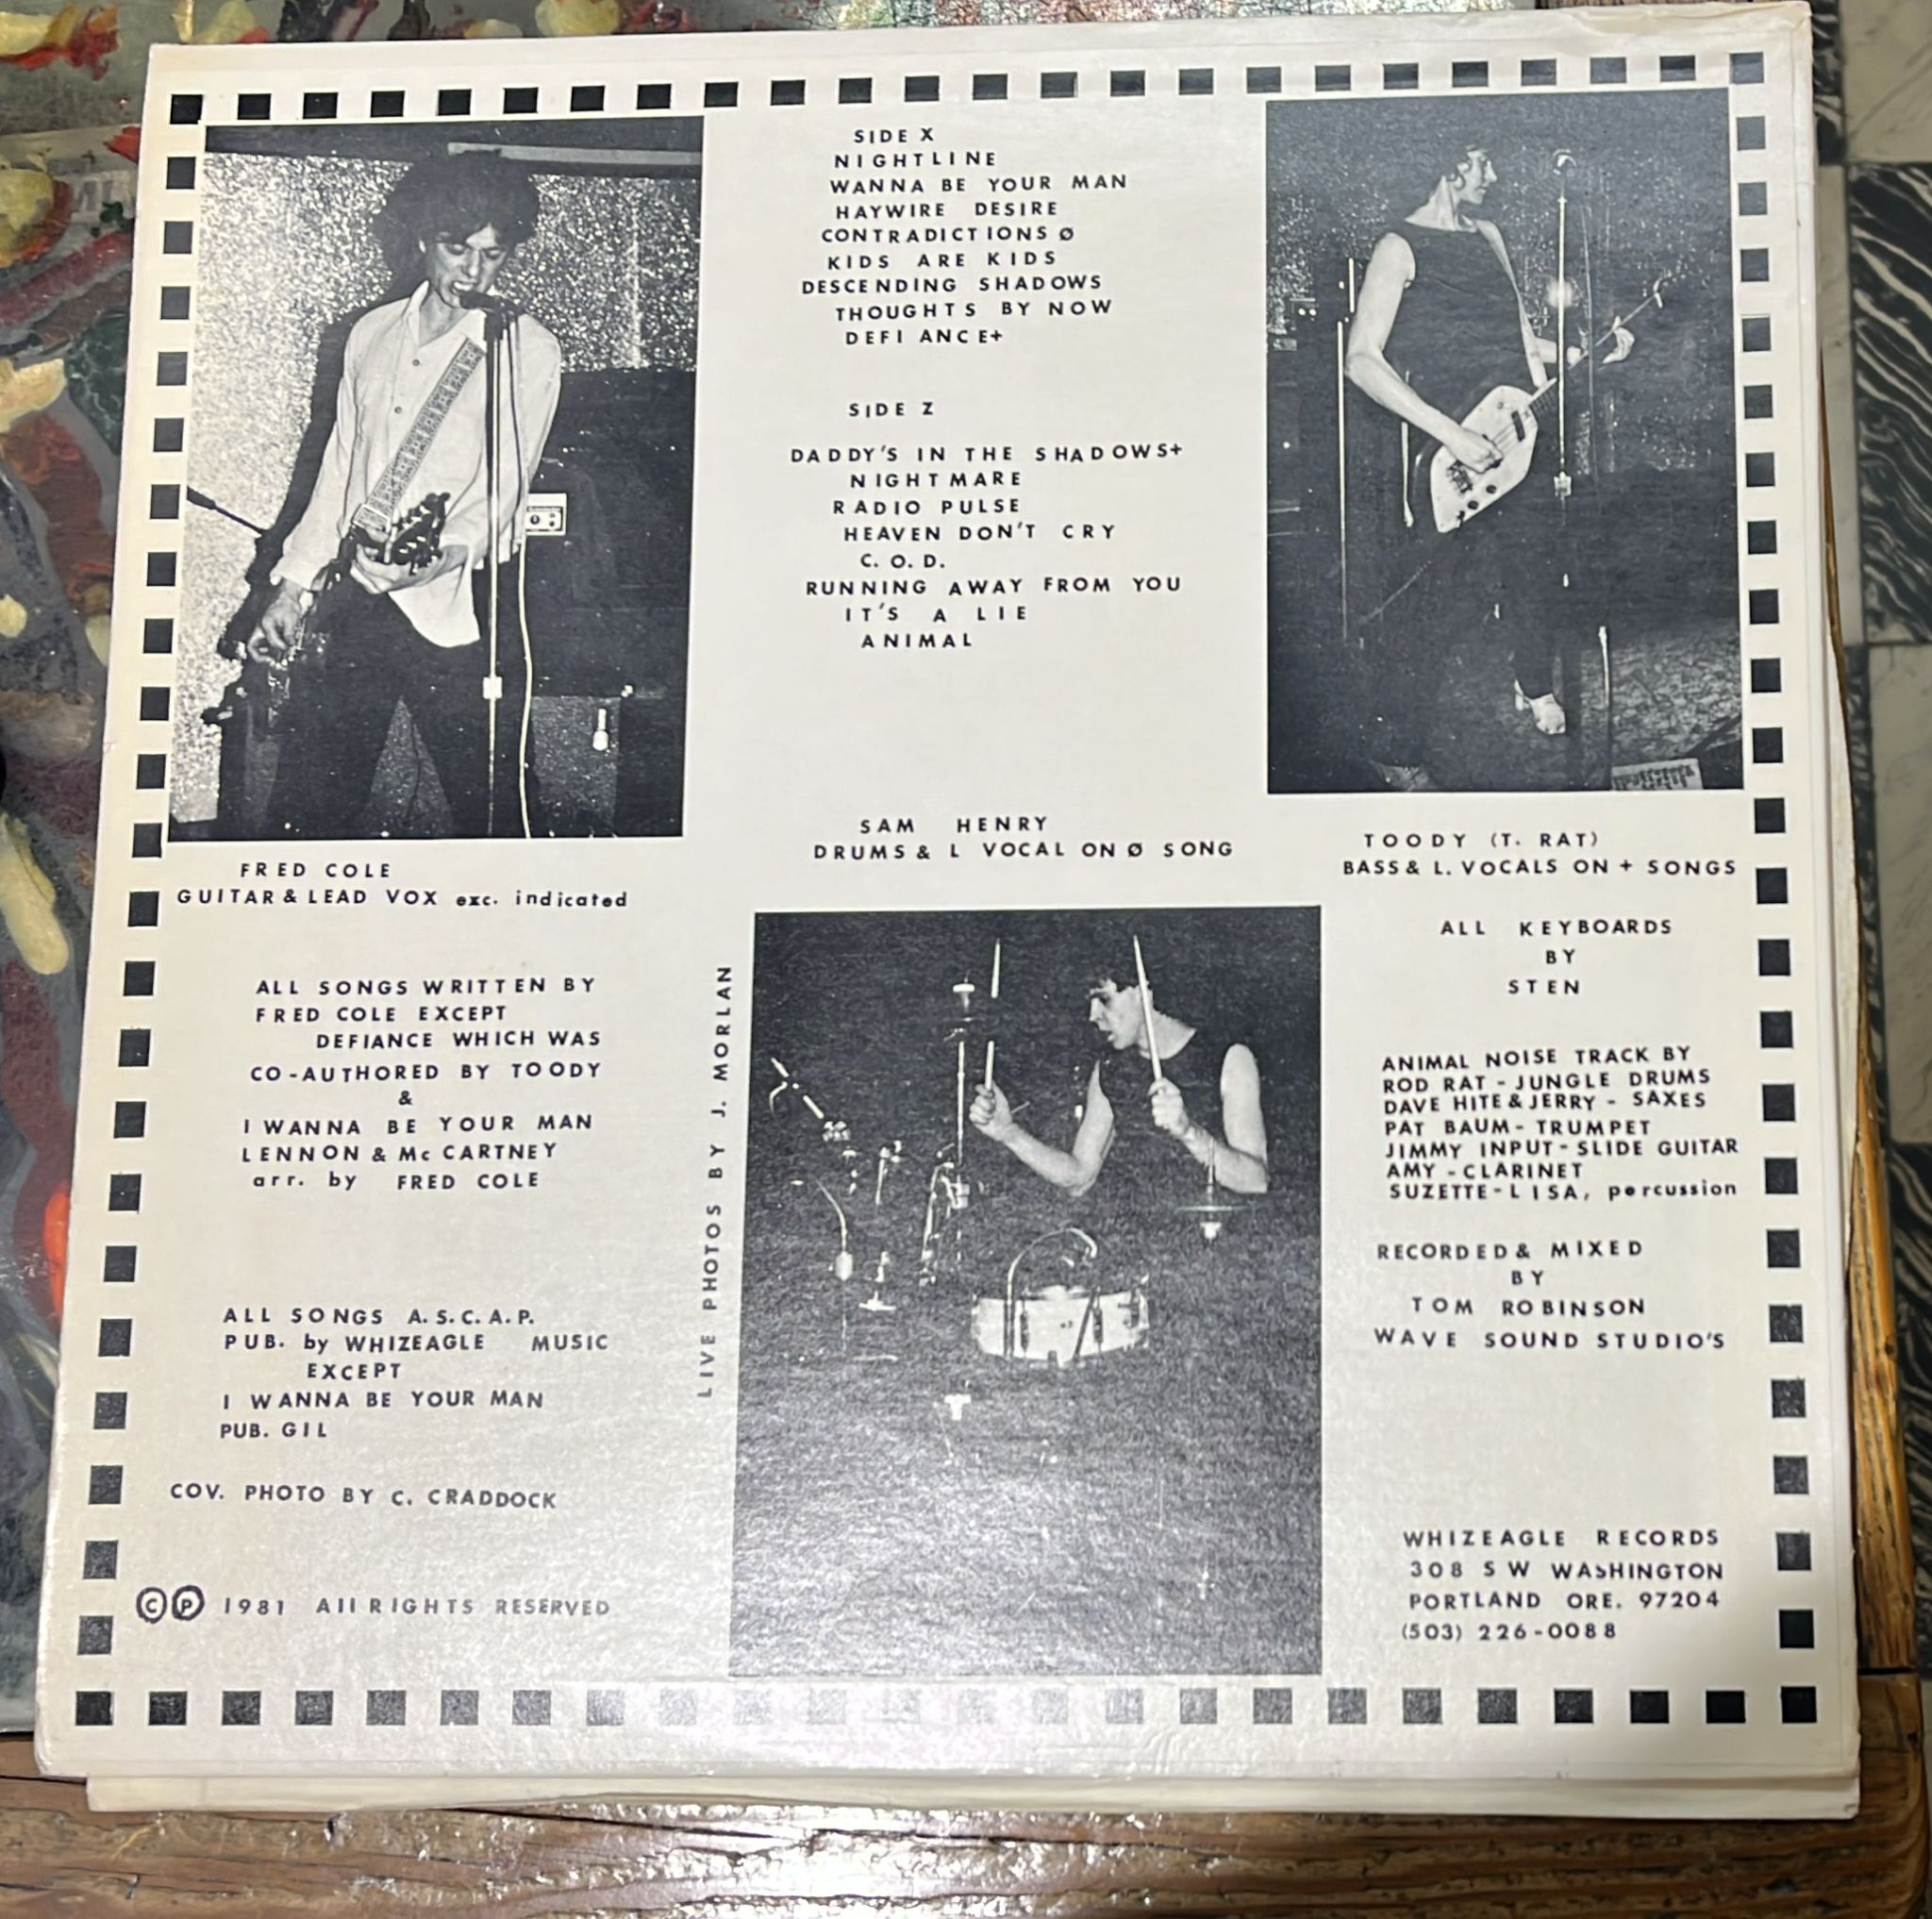 SIDE X
NIGHTLINE
WANNA BE YOUR MAN
HAYWIRE DESIRE
CONTRADICTIONS Ø
KIDS ARE KIDS
DESCENDING SHADOWS
THOUGHTS BY NOW
DEFIANCE+
SIDE Z
DADDY'S IN THE SHADOWS+
NIGHTMARE
RADIO PULSE
HEAVEN DON'T CRY
C. O. D.
RUNNING AWAY FROM YOU
IT'S A LIE
ANIMAL
FRED COLE
GUITAR & LEAD VOX exc. indicated
SAM HENRY
DRUMS & L VOCAL ON Ø SONG
TOODY (T. RAT)
BASS & L. VOCALS ON + SONGS
ALL SONGS WRITTEN BY
FRED COLE EXCEPT
DEFIANCE WHICH WAS
CO-AUTHORED BY TOODY
&
I WANNA BE YOUR MAN
LENNON & Mc CARTNEY
arr. by FRED COLE
ALL SONGS A.S.C.A.P.
PUB. by WHIZEAGLE MUSIC
EXCEPT
I WANNA BE YOUR MAN
PUB. GIL
COV. PHOTO BY C. CRADDOCK
© ℗ 1981 All RIGHTS RESERVED
LIVE PHOTOS BY J. MORLAN
ALL KEYBOARDS
BY
STEN
ANIMAL NOISE TRACK BY
ROD RAT - JUNGLE DRUMS
DAVE HITE & JERRY - SAXES
PAT BAUM - TRUMPET
JIMMY INPUT - SLIDE GUITAR
AMY - CLARINET
SUZETTE - LISA, percussion
RECORDED & MIXED
BY
TOM ROBINSON
WAVE SOUND STUDIO'S
WHIZEAGLE RECORDS
308 SW WASHINGTON
PORTLAND ORE. 97204
(503) 226-0088